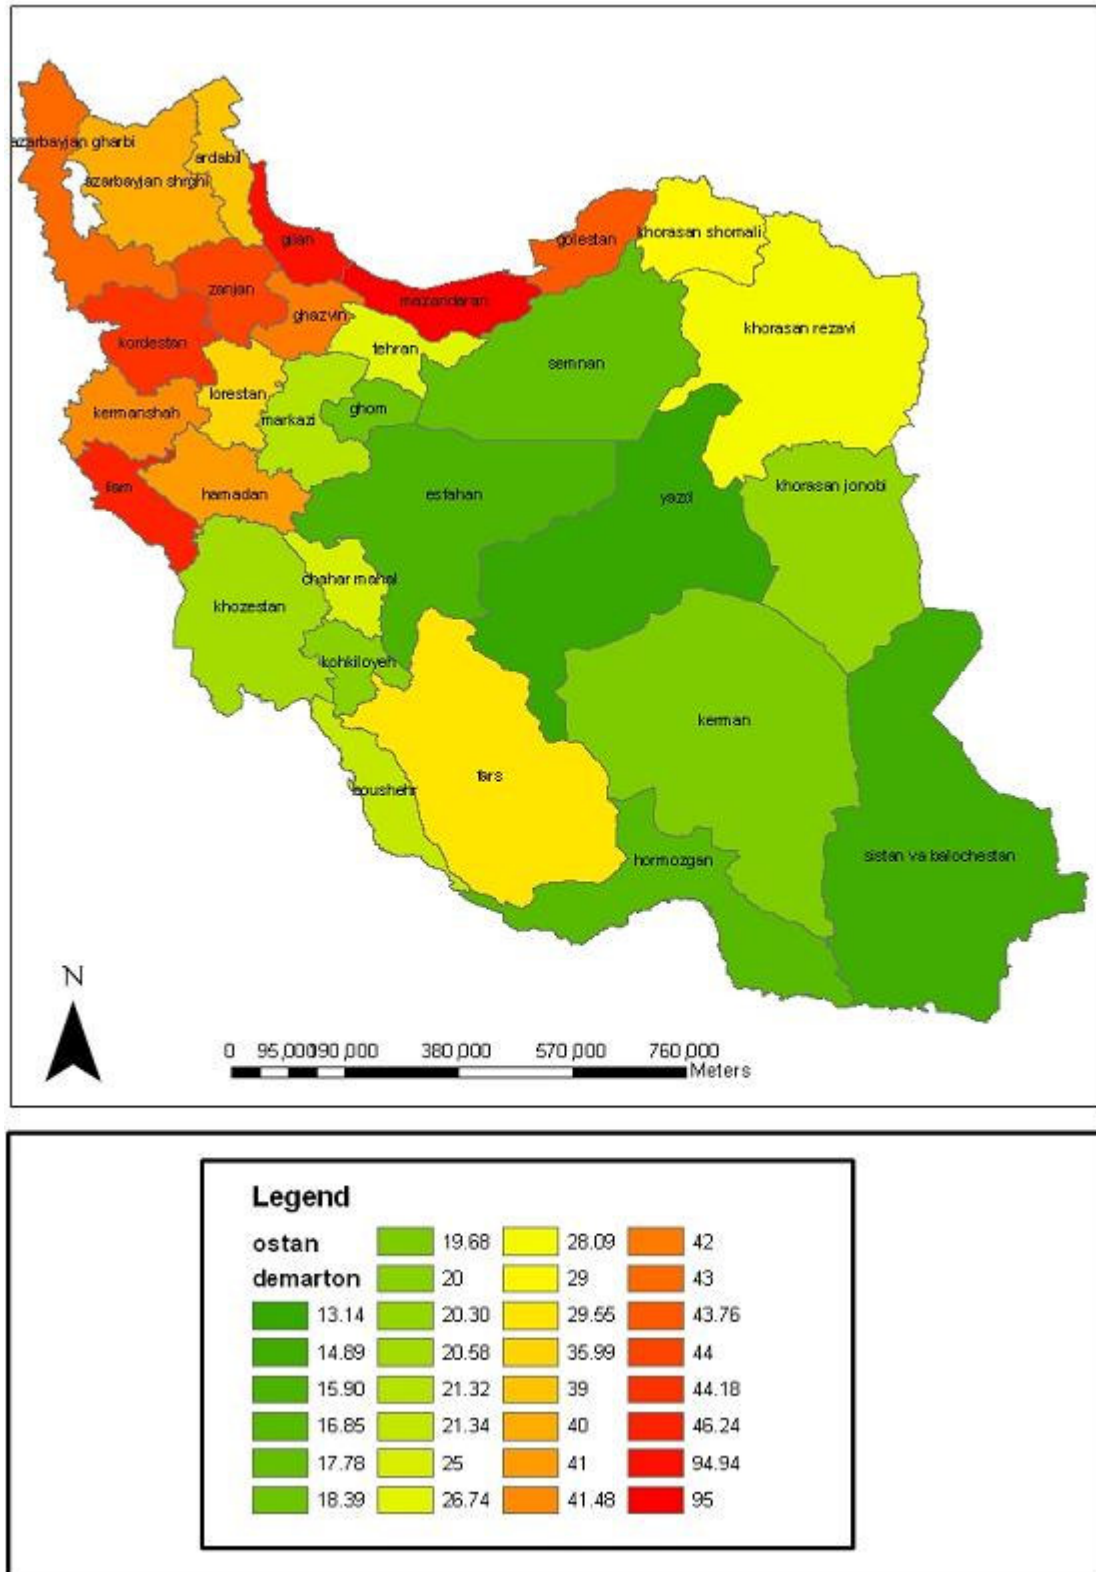 azarbayjan gharbi
ardabil
azarbayjan shrghi
gilan
golestan
khorasan shomali
zanjan
mazandaran
ghazvin
khorasan rezavi
kordestan
tehran
semnan
lorestan
kermanshah
markazi
ghom
ilam
hamadan
esfahan
yazd
khorasan jonobi
chahar mahal
khozestan
kohkiloyeh
kerman
fars
boushehr
hormozgan
sistan va balochestan
N
0 95,000 190,000 380,000 570,000 760,000
Meters
Legend
ostan 19.68 28.09 42
demarton 20 29 43
13.14 20.30 29.55 43.76
14.89 20.58 35.99 44
15.90 21.32 39 44.18
16.85 21.34 40 46.24
17.78 25 41 94.94
18.39 26.74 41.48 95